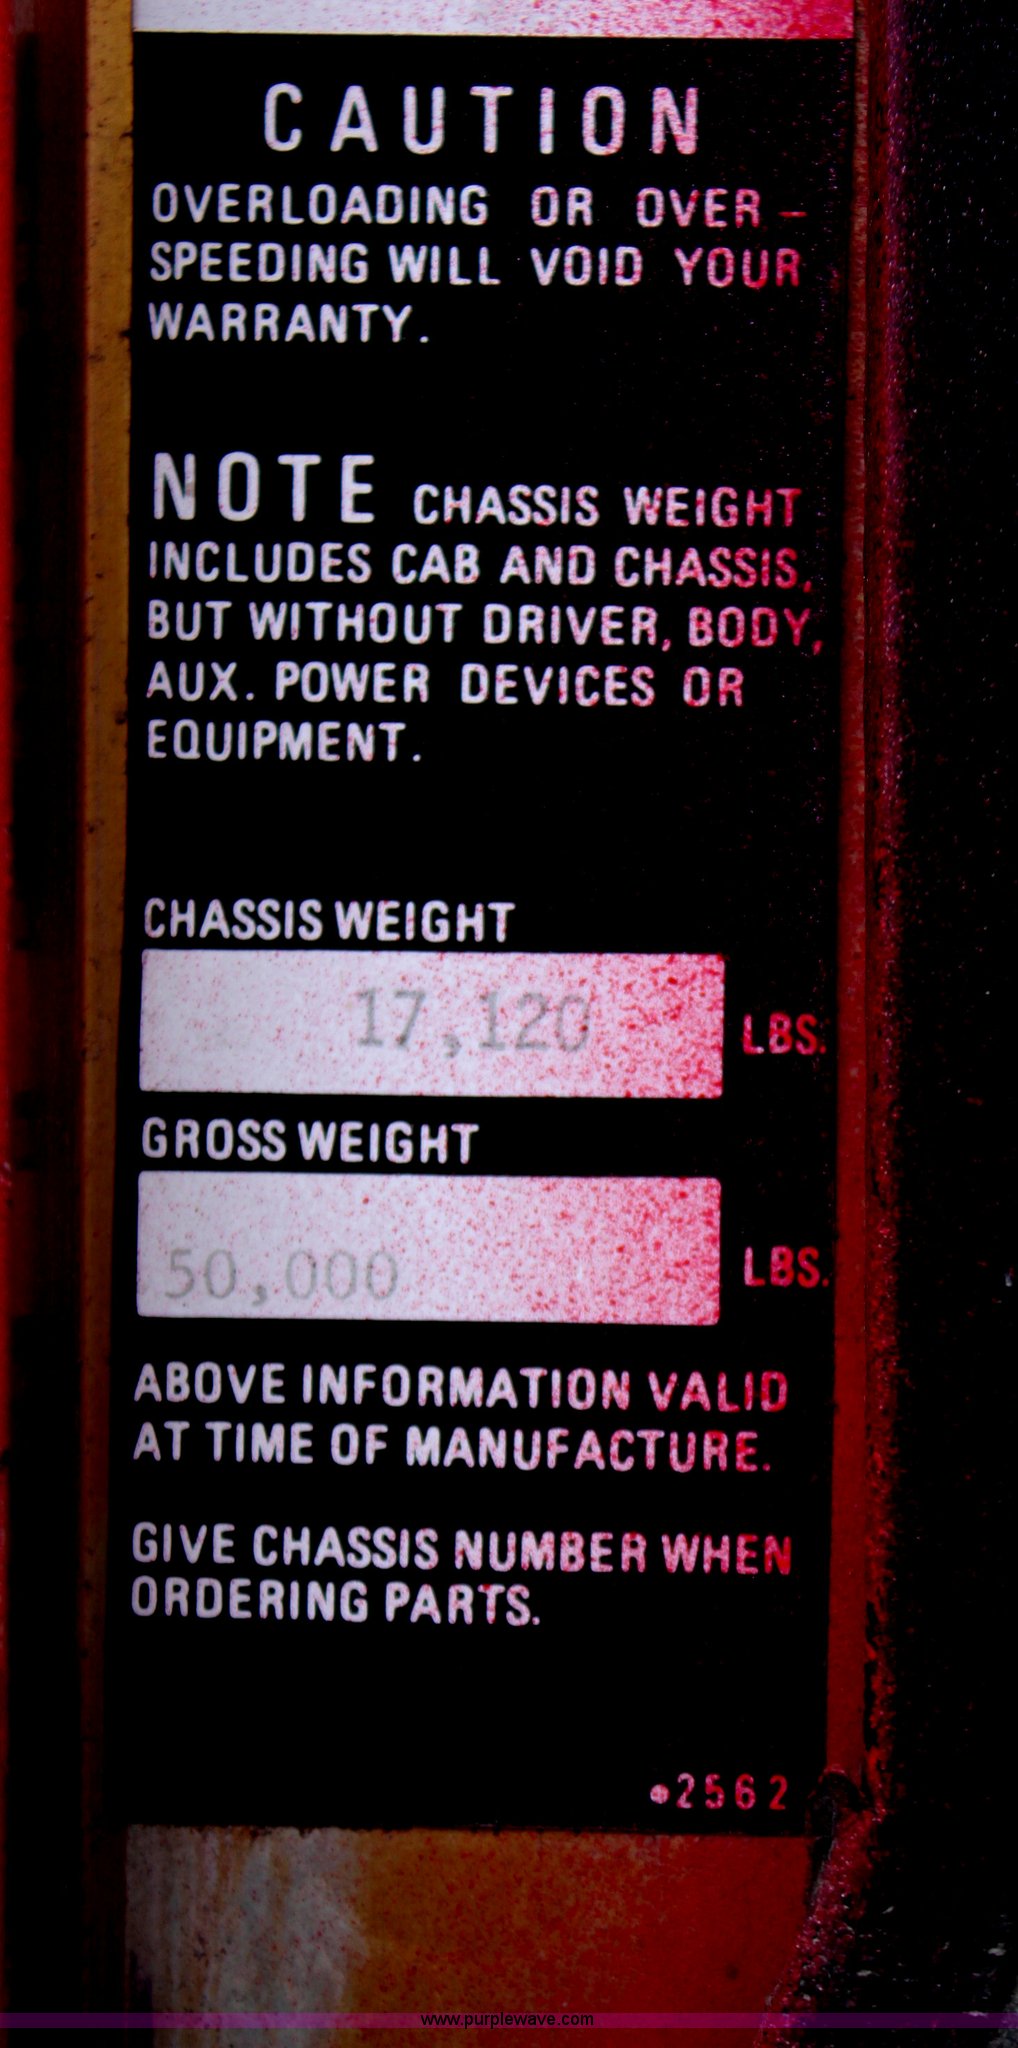 CAUTION
OVERLOADING OR OVER-
SPEEDING WILL VOID YOUR
WARRANTY.
NOTE CHASSIS WEIGHT
INCLUDES CAB AND CHASSIS,
BUT WITHOUT DRIVER, BODY,
AUX. POWER DEVICES OR
EQUIPMENT.
CHASSIS WEIGHT
17,120 LBS.
GROSS WEIGHT
50,000 LBS.
ABOVE INFORMATION VALID
AT TIME OF MANUFACTURE.
GIVE CHASSIS NUMBER WHEN
ORDERING PARTS.
•2562
www.purplewave.com